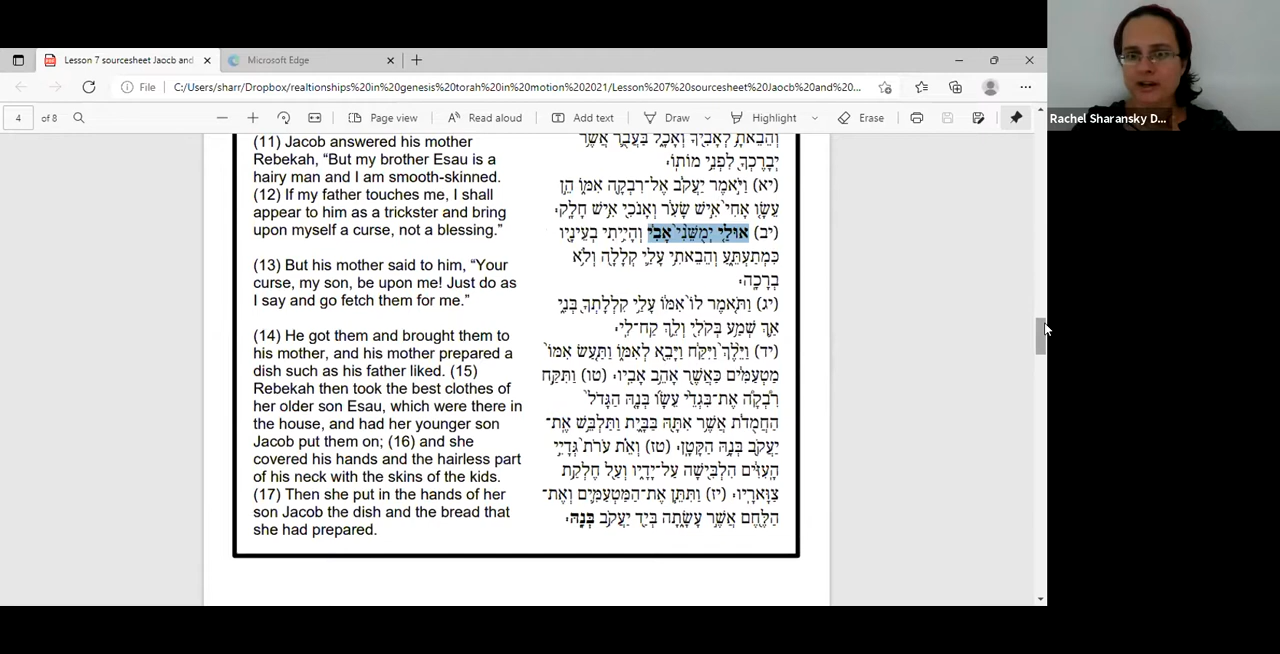 Lesson 7 sourcesheet Jaocb and
Microsoft Edge
File
C:/Users/sharr/Dropbox/realtionships%20in%20genesis%20torah%20in%20motion%202021/Lesson%207%20sourcesheet%20Jaocb%20and%20...
4 of 8
Page view
Read aloud
Add text
Draw
Highlight
Erase
Rachel Sharansky D...
(11) Jacob answered his mother
Rebekah, “But my brother Esau is a
hairy man and I am smooth-skinned.
(12) If my father touches me, I shall
appear to him as a trickster and bring
upon myself a curse, not a blessing.”
(13) But his mother said to him, “Your
curse, my son, be upon me! Just do as
I say and go fetch them for me.”
(14) He got them and brought them to
his mother, and his mother prepared a
dish such as his father liked. (15)
Rebekah then took the best clothes of
her older son Esau, which were there in
the house, and had her younger son
Jacob put them on; (16) and she
covered his hands and the hairless part
of his neck with the skins of the kids.
(17) Then she put in the hands of her
son Jacob the dish and the bread that
she had prepared.
וְהֵבֵאתָ֥ לְאָבִ֖יךָ וְאָכָ֑ל בַּעֲבֻ֛ר אֲשֶׁ֥ר
יְבָרֶכְךָ֖ לִפְנֵ֥י מוֹתֽוֹ׃
(יא) וַיֹּ֣אמֶר יַעֲקֹ֔ב אֶל־רִבְקָ֖ה אִמּ֑וֹ הֵ֣ן
עֵשָׂ֤ו אָחִי֙ אִ֣ישׁ שָׂעִ֔ר וְאָנֹכִ֖י אִ֥ישׁ חָלָֽק׃
(יב) אוּלַ֤י יְמֻשֵּׁ֙נִי֙ אָבִ֔י וְהָיִ֥יתִי בְעֵינָ֖יו
כִּמְתַעְתֵּ֑עַ וְהֵבֵאתִ֥י עָלַ֛י קְלָלָ֖ה וְלֹ֥א
בְרָכָֽה׃
(יג) וַתֹּ֤אמֶר לוֹ֙ אִמּ֔וֹ עָלַ֥י קִלְלָתְךָ֖ בְּנִ֑י
אַ֛ךְ שְׁמַ֥ע בְּקֹלִ֖י וְלֵ֥ךְ קַֽח־לִֽי׃
(יד) וַיֵּ֙לֶךְ֙ וַיִּקַּ֔ח וַיָּבֵ֖א לְאִמּ֑וֹ וַתַּ֤עַשׂ אִמּוֹ֙
מַטְעַמִּ֔ים כַּאֲשֶׁ֖ר אָהֵ֥ב אָבִֽיו׃ (טו) וַתִּקַּ֣ח
רִ֠בְקָ֠ה אֶת־בִּגְדֵ֨י עֵשָׂ֜ו בְּנָ֤הּ הַגָּדֹל֙
הַחֲמֻדֹ֔ת אֲשֶׁ֥ר אִתָּ֖הּ בַּבָּ֑יִת וַתַּלְבֵּ֥שׁ אֶֽת־
יַעֲקֹ֖ב בְּנָ֥הּ הַקָּטָֽן׃ (טז) וְאֵ֗ת עֹרֹת֙ גְּדָיֵ֣י
הָֽעִזִּ֔ים הִלְבִּ֖ישָׁה עַל־יָדָ֑יו וְעַ֖ל חֶלְקַ֥ת
צַוָּארָֽיו׃ (יז) וַתִּתֵּ֧ן אֶת־הַמַּטְעַמִּ֛ים וְאֶת־
הַלֶּ֖חֶם אֲשֶׁ֣ר עָשָׂ֑תָה בְּיַ֖ד יַעֲקֹ֥ב בְּנָֽהּ׃